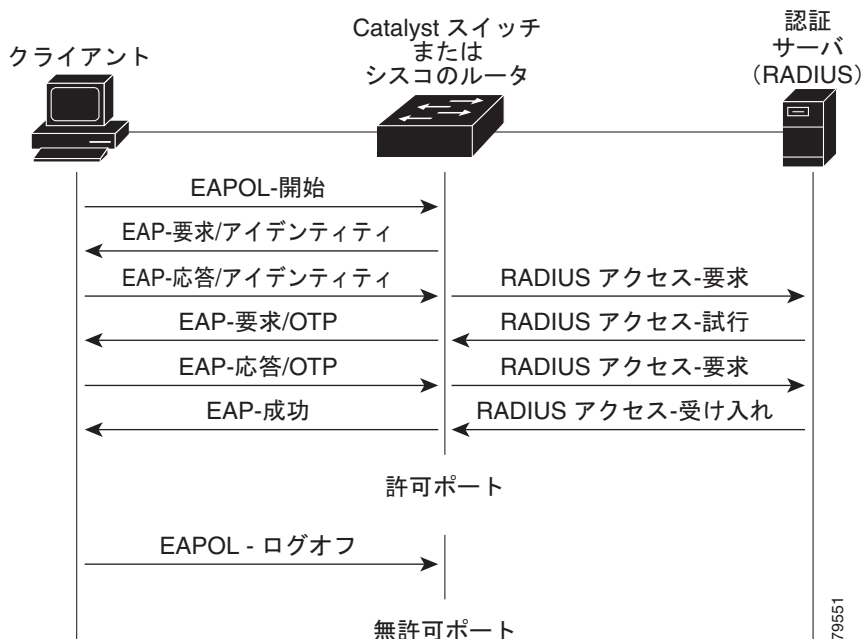 クライアント
Catalyst スイッチ
または
シスコのルータ
認証
サーバ
（RADIUS）
EAPOL-開始
EAP-要求/アイデンティティ
EAP-応答/アイデンティティ
RADIUS アクセス-要求
EAP-要求/OTP
RADIUS アクセス-試行
EAP-応答/OTP
RADIUS アクセス-要求
EAP-成功
RADIUS アクセス-受け入れ
許可ポート
EAPOL - ログオフ
無許可ポート
79551